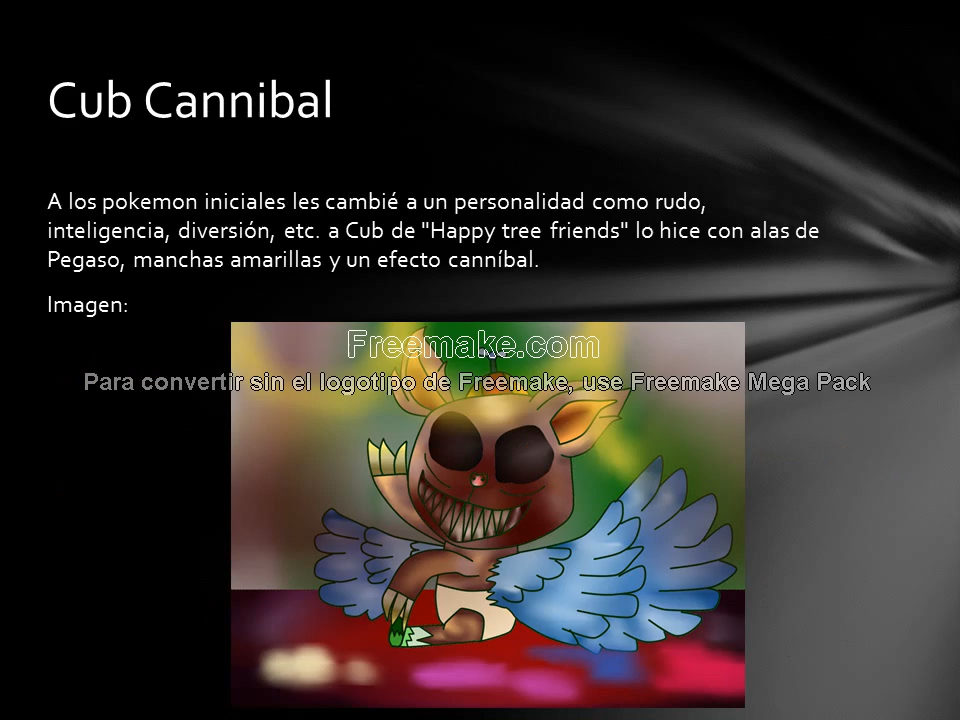 Cub Cannibal
A los pokemon iniciales les cambié a un personalidad como rudo,
inteligencia, diversión, etc. a Cub de "Happy tree friends" lo hice con alas de
Pegaso, manchas amarillas y un efecto canníbal.
Imagen:
Freemake.com
Para convertir sin el logotipo de Freemake, use Freemake Mega Pack